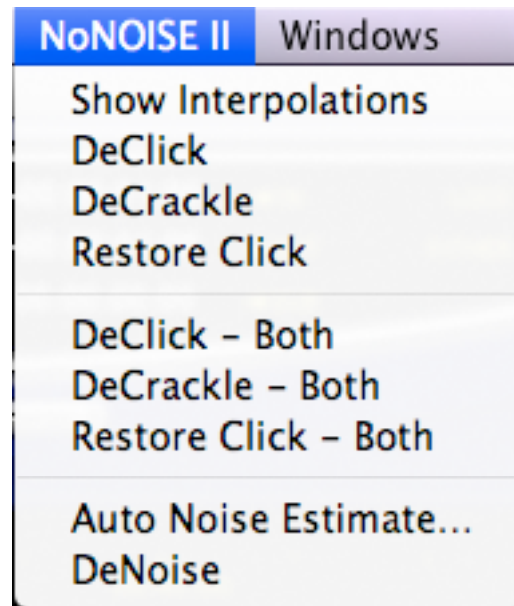 NoNOISE II Windows
Show Interpolations
DeClick
DeCrackle
Restore Click
DeClick – Both
DeCrackle – Both
Restore Click – Both
Auto Noise Estimate...
DeNoise